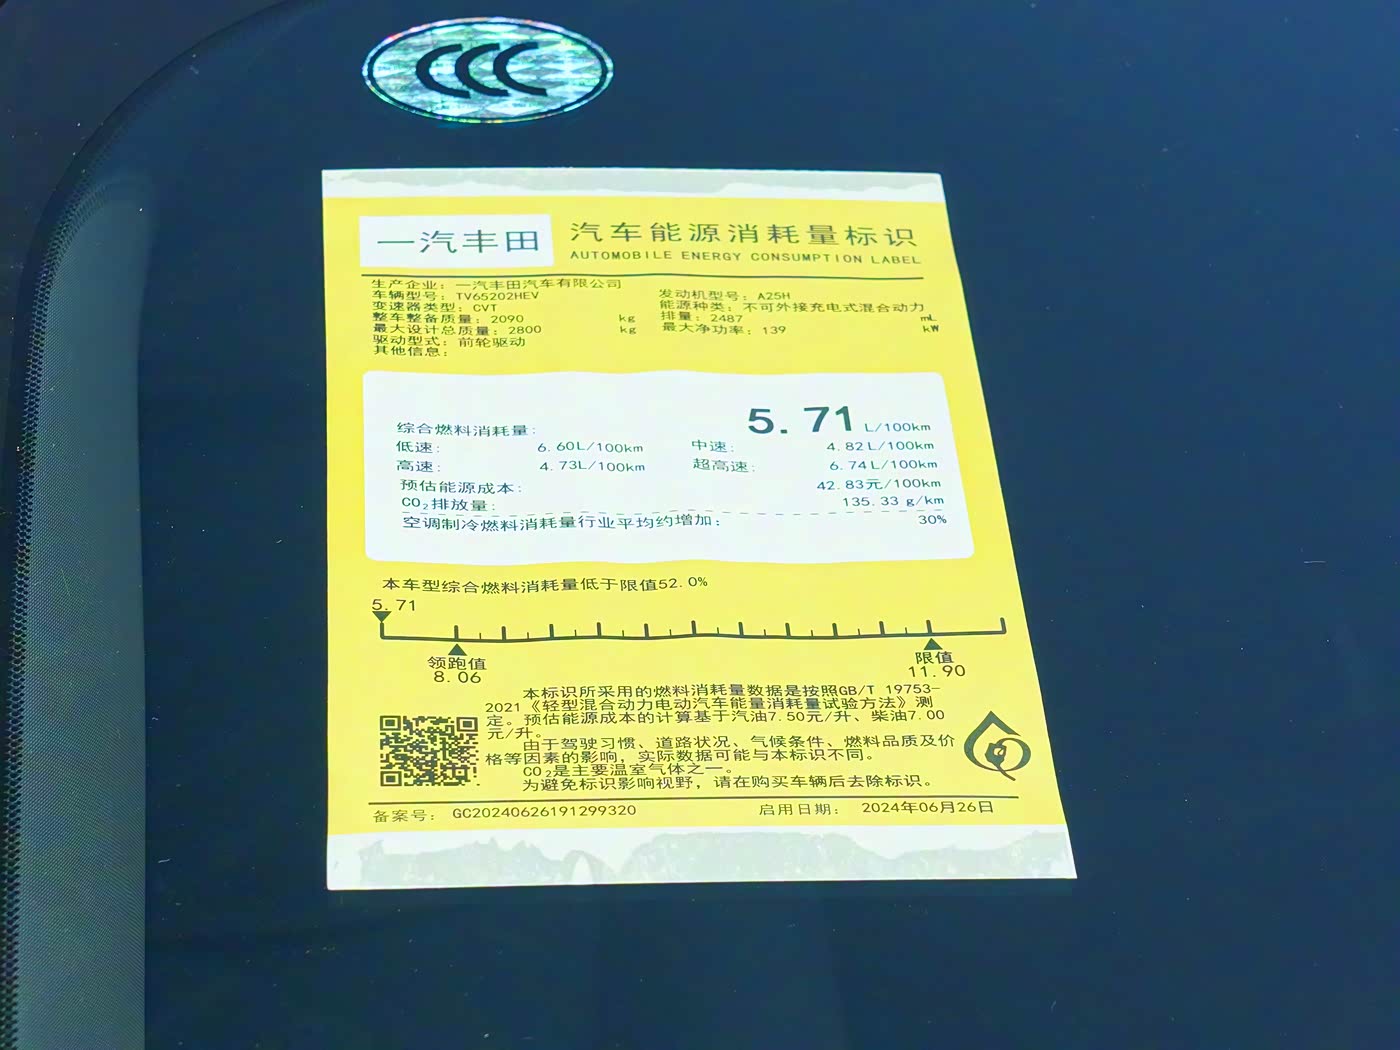 CCC
一汽丰田 汽车能源消耗量标识
AUTOMOBILE ENERGY CONSUMPTION LABEL
生产企业: 一汽丰田汽车有限公司
车辆型号: TV65202HEV 发动机型号: A25H
变速器类型: CVT 能源种类: 不可外接充电式混合动力
整车整备质量: 2090 kg 排量: 2487 mL
最大设计总质量: 2800 kg 最大净功率: 139 kW
驱动型式: 前轮驱动
其他信息:
综合燃料消耗量: 5.71 L/100km
低速: 6.60L/100km 中速: 4.82L/100km
高速: 4.73L/100km 超高速: 6.74L/100km
预估能源成本: 42.83元/100km
CO₂排放量: 135.33 g/km
空调制冷燃料消耗量行业平均约增加: 30%
本车型综合燃料消耗量低于限值52.0%
5.71
领跑值 限值
8.06 11.90
本标识所采用的燃料消耗量数据是按照GB/T 19753-
2021《轻型混合动力电动汽车能量消耗量试验方法》测
定。预估能源成本的计算基于汽油7.50元/升、柴油7.00
元/升。
由于驾驶习惯、道路状况、气候条件、燃料品质及价
格等因素的影响，实际数据可能与本标识不同。
CO₂是主要温室气体之一。
为避免标识影响视野，请在购买车辆后去除标识。
备案号: GC20240626191299320 启用日期: 2024年06月26日